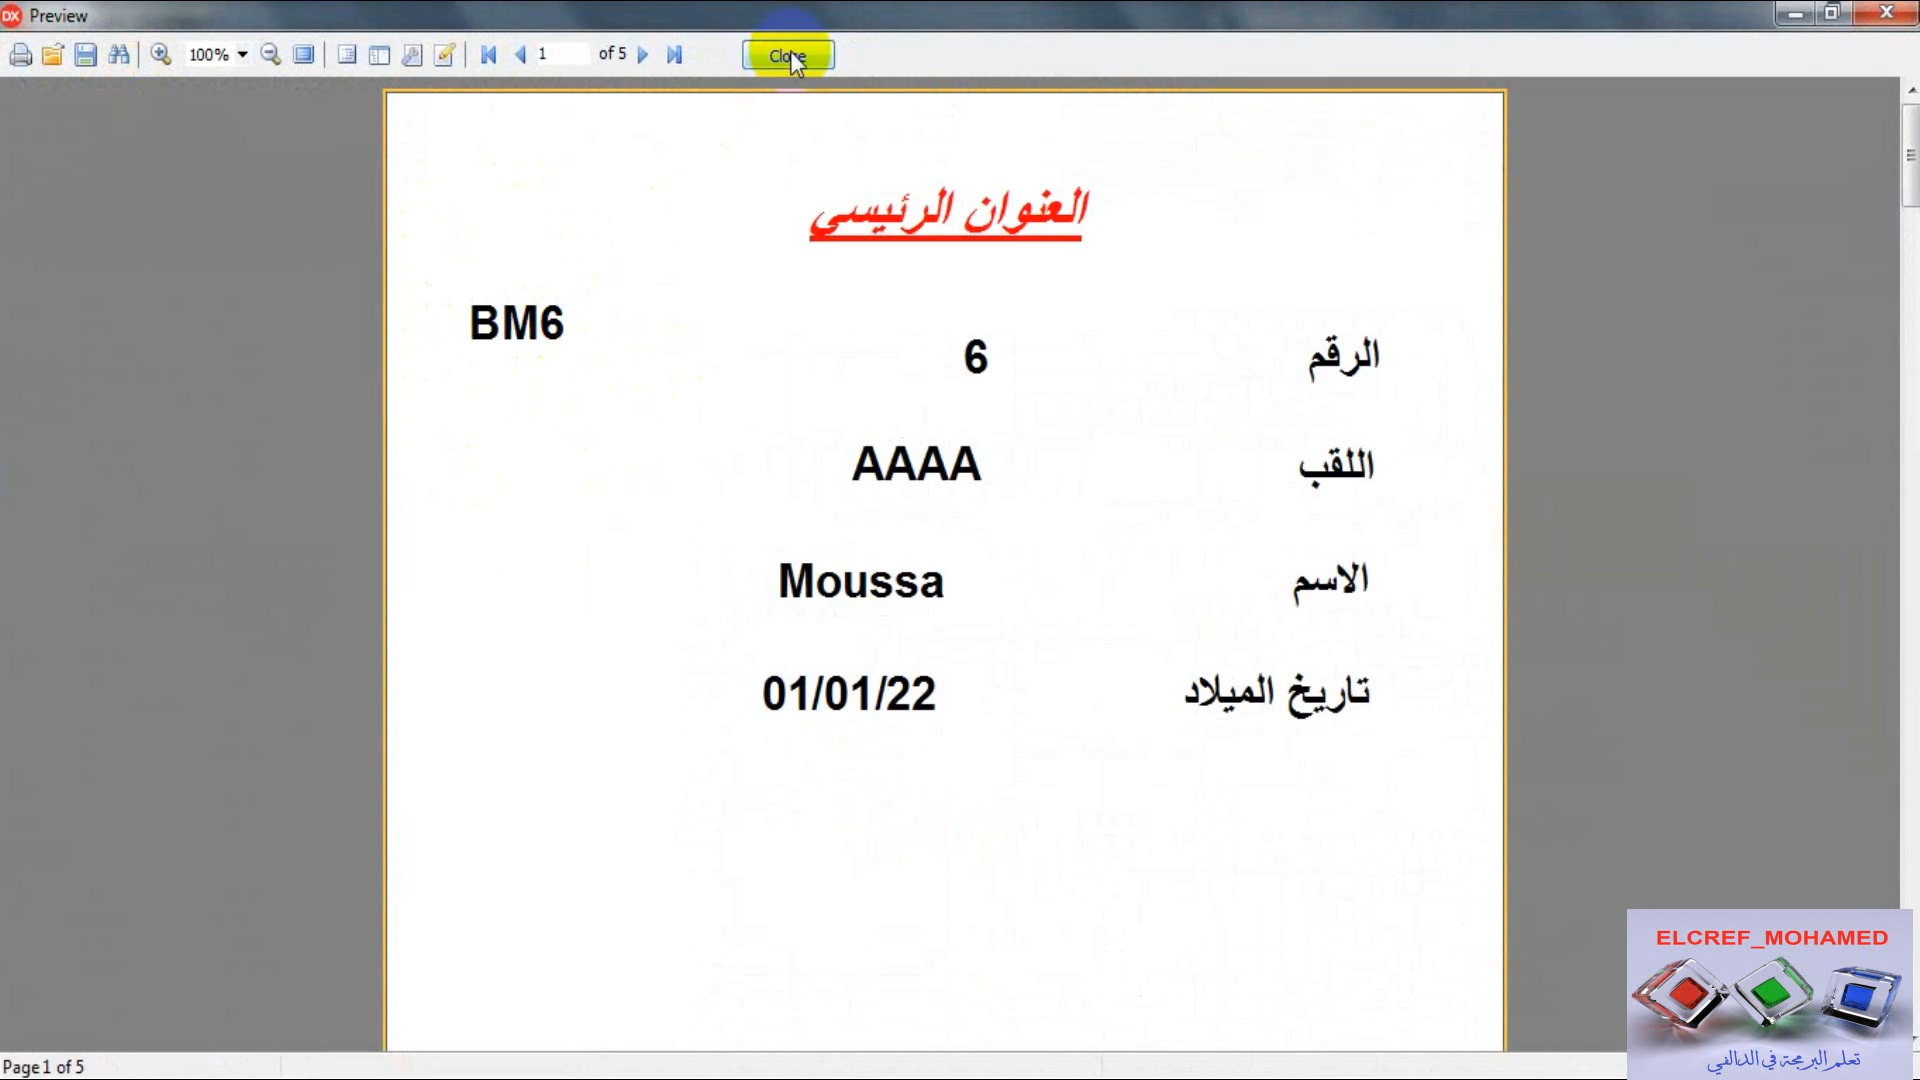 DX Preview
100% 1 of 5 Close
العنوان الرئيسي
BM6
الرقم 6
اللقب AAAA
الاسم Moussa
تاريخ الميلاد 01/01/22
ELCREF_MOHAMED
تعلم البرمجة في الدالفي
Page 1 of 5